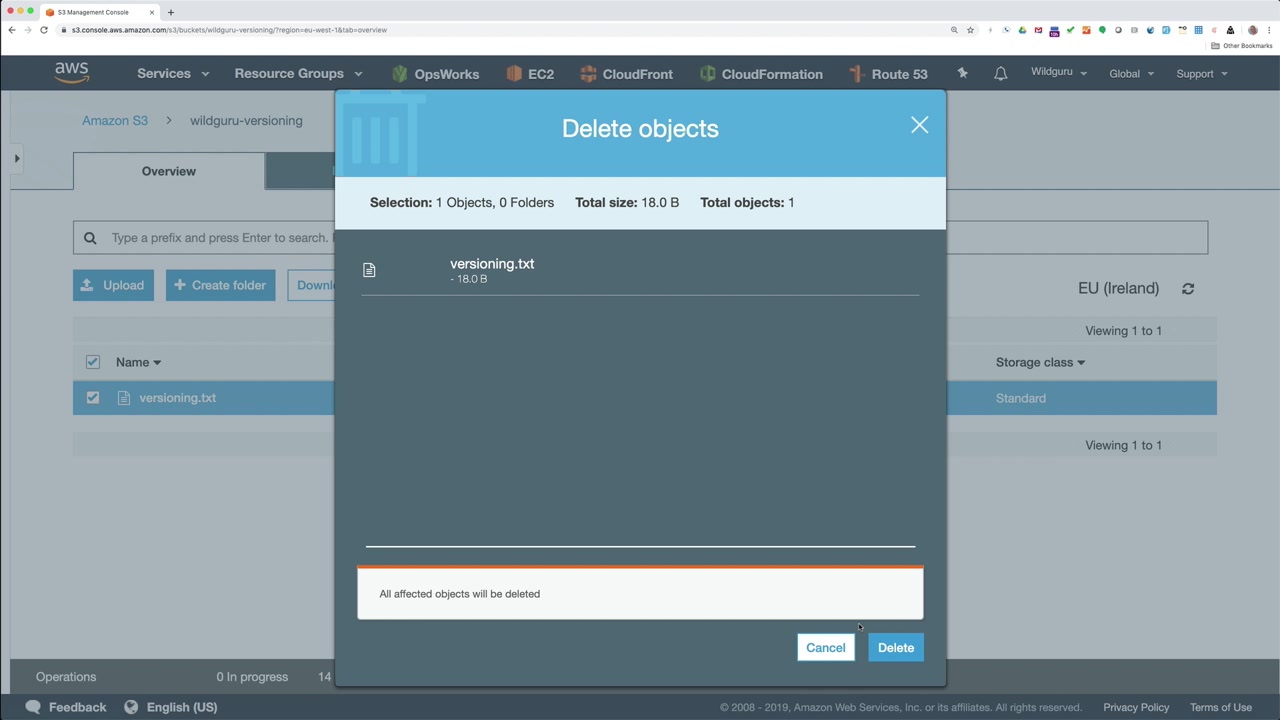 S3 Management Console
s3.console.aws.amazon.com/s3/buckets/wildguru-versioning/?region=eu-west-1&tab=overview
Other Bookmarks
aws Services Resource Groups OpsWorks EC2 CloudFront CloudFormation Route 53 Wildguru Global Support
Amazon S3 > wildguru-versioning
Overview
Delete objects
Selection: 1 Objects, 0 Folders Total size: 18.0 B Total objects: 1
versioning.txt
- 18.0 B
All affected objects will be deleted
Cancel Delete
Type a prefix and press Enter to search.
Upload Create folder
EU (Ireland)
Viewing 1 to 1
Name Storage class
versioning.txt Standard
Viewing 1 to 1
Operations 0 In progress 14
Feedback English (US) © 2008 - 2019, Amazon Web Services, Inc. or its affiliates. All rights reserved. Privacy Policy Terms of Use